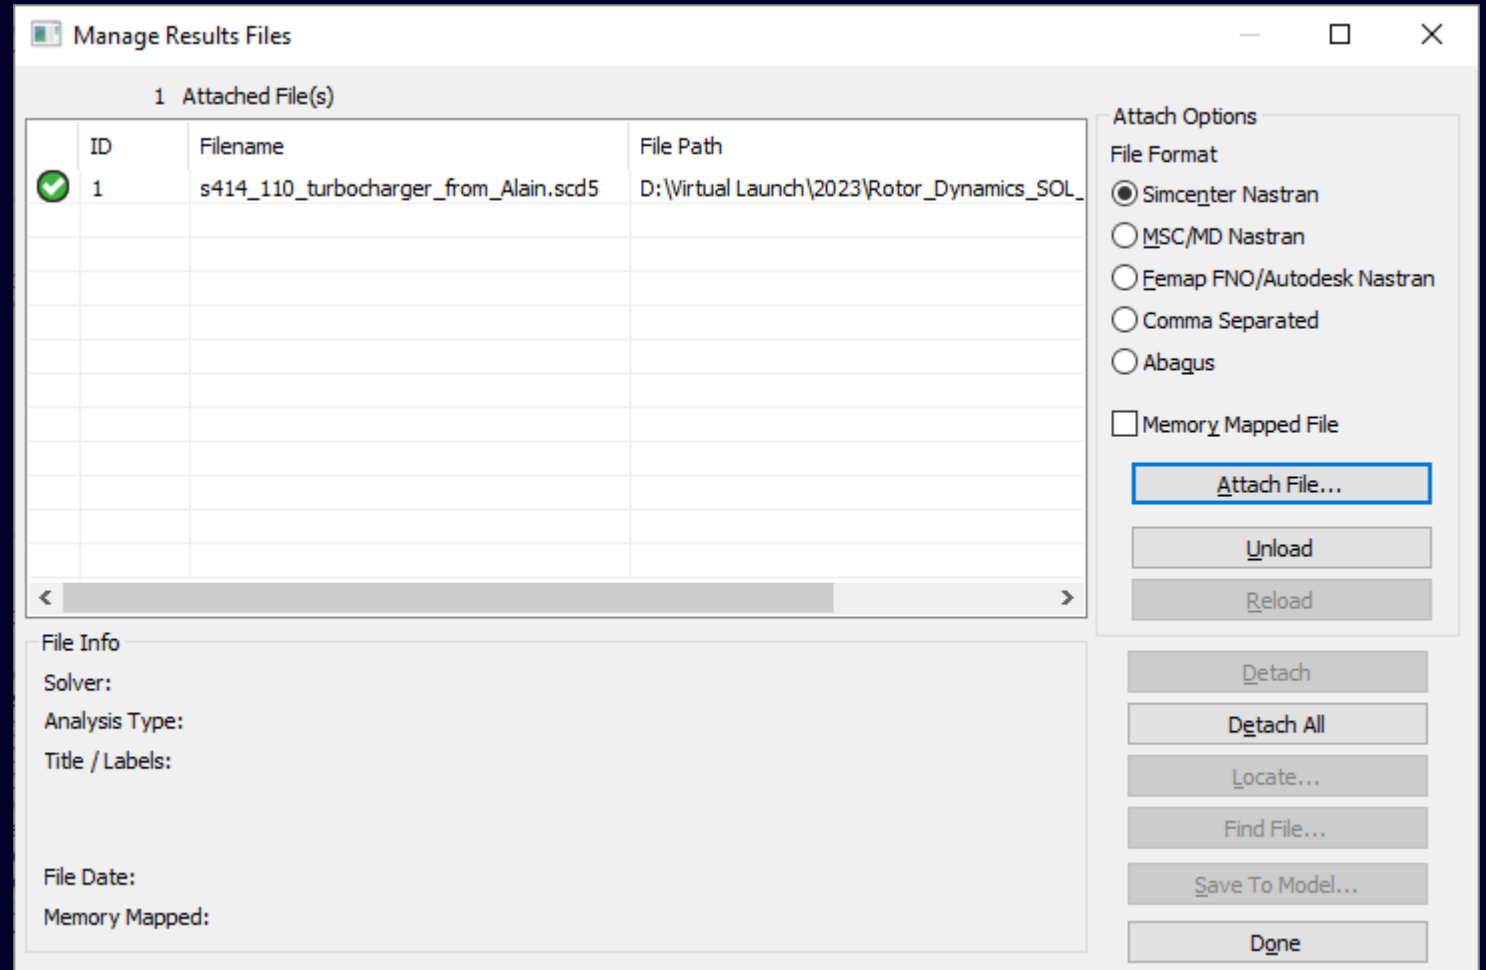 Manage Results Files
1 Attached File(s)
ID Filename File Path
1 s414_110_turbocharger_from_Alain.scd5 D:\Virtual Launch\2023\Rotor_Dynamics_SOL_
Attach Options
File Format
Simcenter Nastran
MSC/MD Nastran
Femap FNO/Autodesk Nastran
Comma Separated
Abaqus
Memory Mapped File
Attach File...
Unload
Reload
File Info
Solver:
Analysis Type:
Title / Labels:
File Date:
Memory Mapped:
Detach
Detach All
Locate...
Find File...
Save To Model...
Done